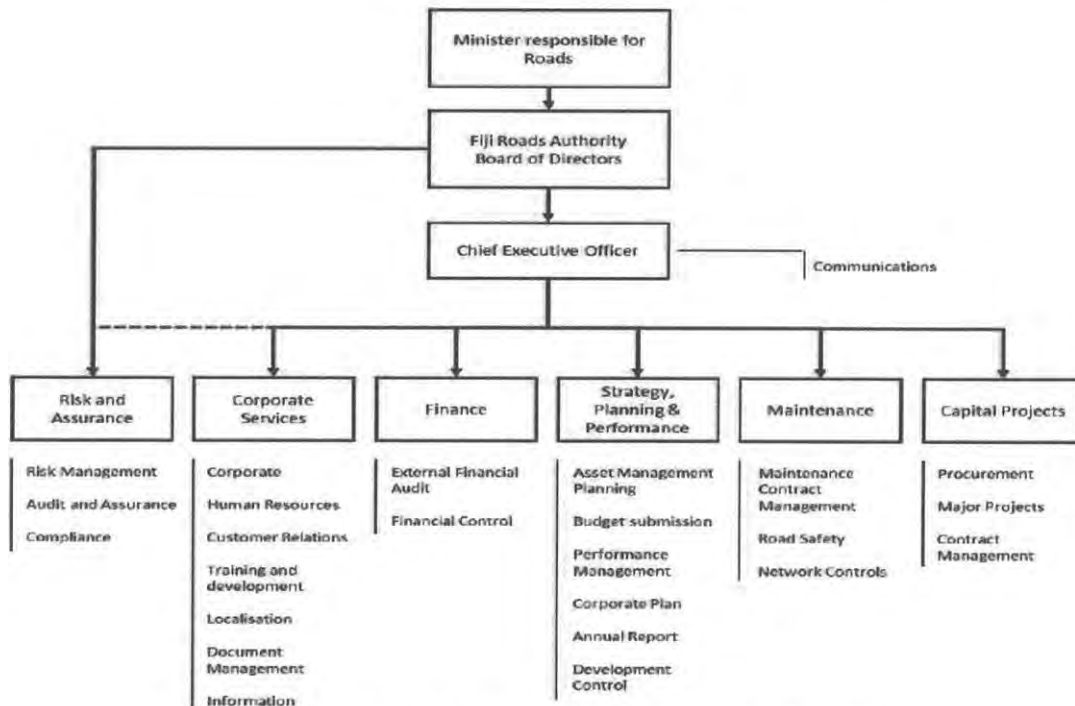 Minister responsible for
Roads
Fiji Roads Authority
Board of Directors
Chief Executive Officer
Communications
Risk and
Assurance
Corporate
Services
Finance
Strategy,
Planning &
Performance
Maintenance
Capital Projects
Risk Management
Audit and Assurance
Compliance
Corporate
Human Resources
Customer Relations
Training and
development
Localisation
Document
Management
Information
External Financial
Audit
Financial Control
Asset Management
Planning
Budget submission
Performance
Management
Corporate Plan
Annual Report
Development
Control
Maintenance
Contract
Management
Road Safety
Network Controls
Procurement
Major Projects
Contract
Management